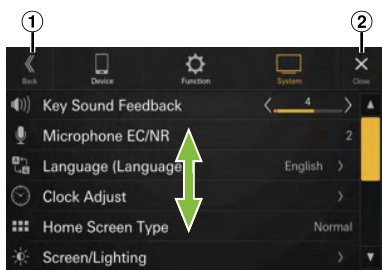 1 2
Back Device Function System Close
Key Sound Feedback 4
Microphone EC/NR 2
Language (Language English
Clock Adjust
Home Screen Type Normal
Screen/Lighting